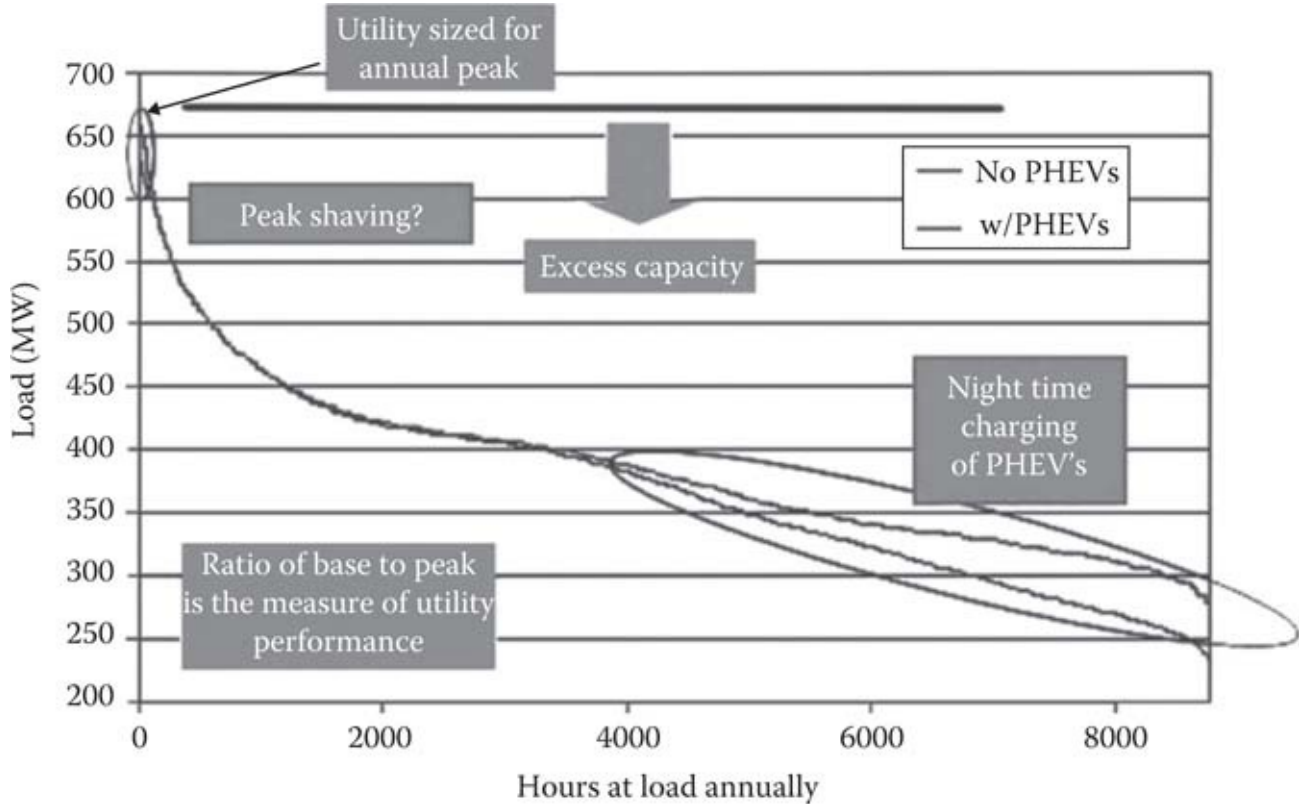 Utility sized for
annual peak
700
650
600
550
500
450
400
350
300
250
200
Load (MW)
Peak shaving?
Excess capacity
No PHEVs
w/PHEVs
Night time
charging
of PHEV's
Ratio of base to peak
is the measure of utility
performance
0
2000
4000
6000
8000
Hours at load annually